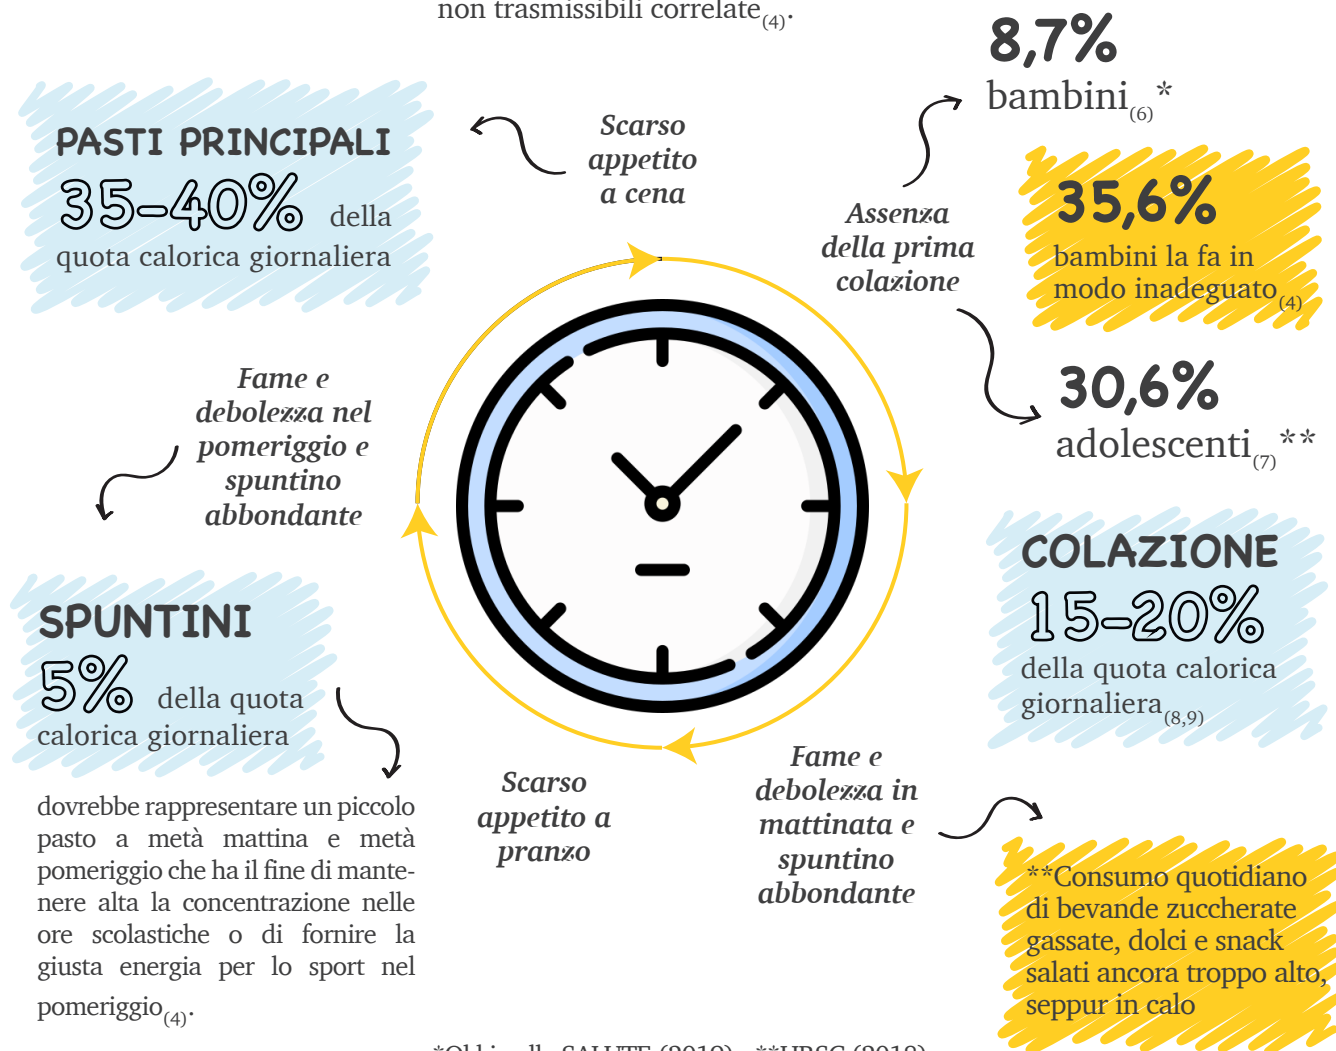 non trasmissibili correlate(4).
8,7%
bambini(6)*
PASTI PRINCIPALI
35-40% della
quota calorica giornaliera
Scarso
appetito
a cena
Assenza
della prima
colazione
35,6%
bambini la fa in
modo inadeguato(4)
30,6%
adolescenti(7)**
Fame e
debolezza nel
pomeriggio e
spuntino
abbondante
COLAZIONE
15-20%
della quota calorica
giornaliera(8,9)
SPUNTINI
5% della quota
calorica giornaliera
dovrebbe rappresentare un piccolo
pasto a metà mattina e metà
pomeriggio che ha il fine di mante-
nere alta la concentrazione nelle
ore scolastiche o di fornire la
giusta energia per lo sport nel
pomeriggio(4).
Scarso
appetito a
pranzo
Fame e
debolezza in
mattinata e
spuntino
abbondante
**Consumo quotidiano
di bevande zuccherate
gassate, dolci e snack
salati ancora troppo alto,
seppur in calo
SALUTE (2019) **HBSC (2018)